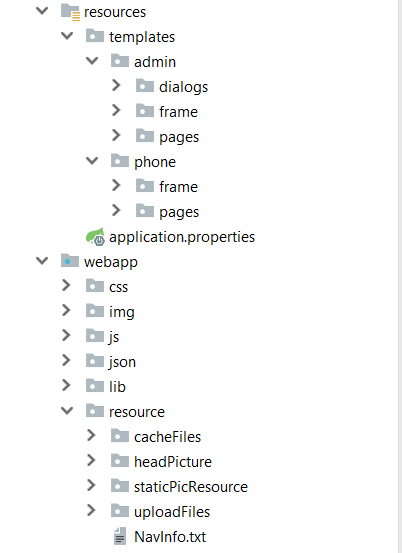 resources
templates
admin
dialogs
frame
pages
phone
frame
pages
application.properties
webapp
css
img
js
json
lib
resource
cacheFiles
headPicture
staticPicResource
uploadFiles
NavInfo.txt